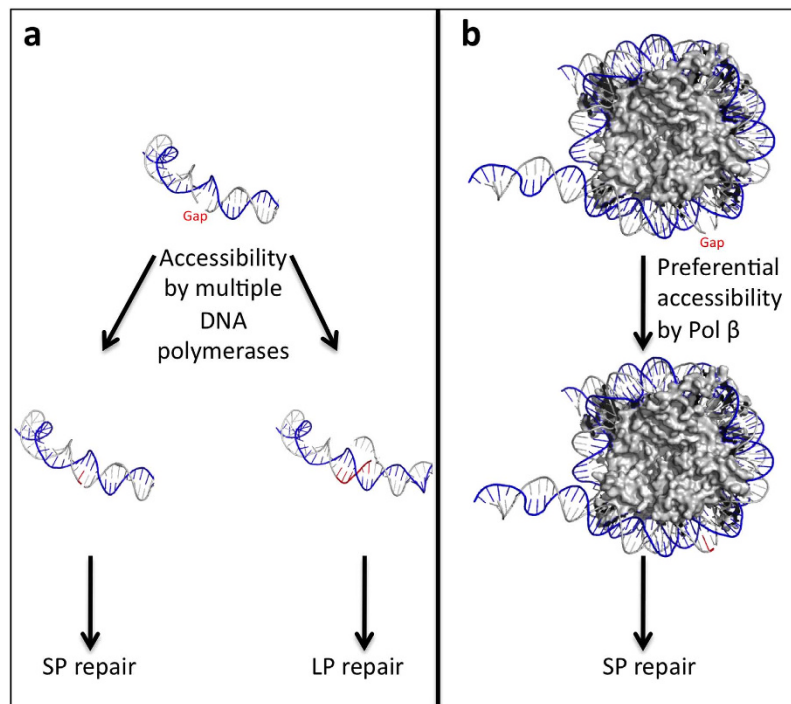 a
Gap
Accessibility
by multiple
DNA
polymerases
SP repair
LP repair
b
Gap
Preferential
accessibility
by Pol β
SP repair